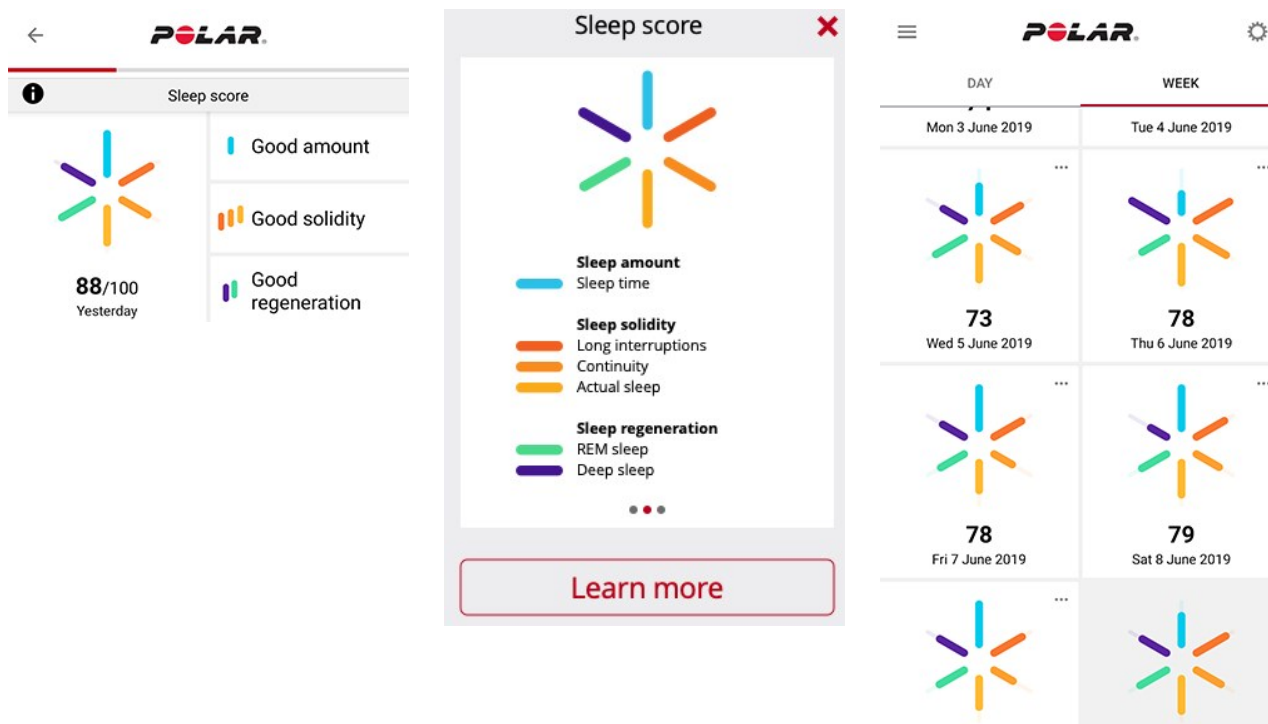 POLAR
Sleep score
Good amount
Good solidity
Good
regeneration
88/100
Yesterday
Sleep score
Sleep amount
Sleep time
Sleep solidity
Long interruptions
Continuity
Actual sleep
Sleep regeneration
REM sleep
Deep sleep
Learn more
POLAR
DAY WEEK
Mon 3 June 2019 Tue 4 June 2019
73 78
Wed 5 June 2019 Thu 6 June 2019
78 79
Fri 7 June 2019 Sat 8 June 2019